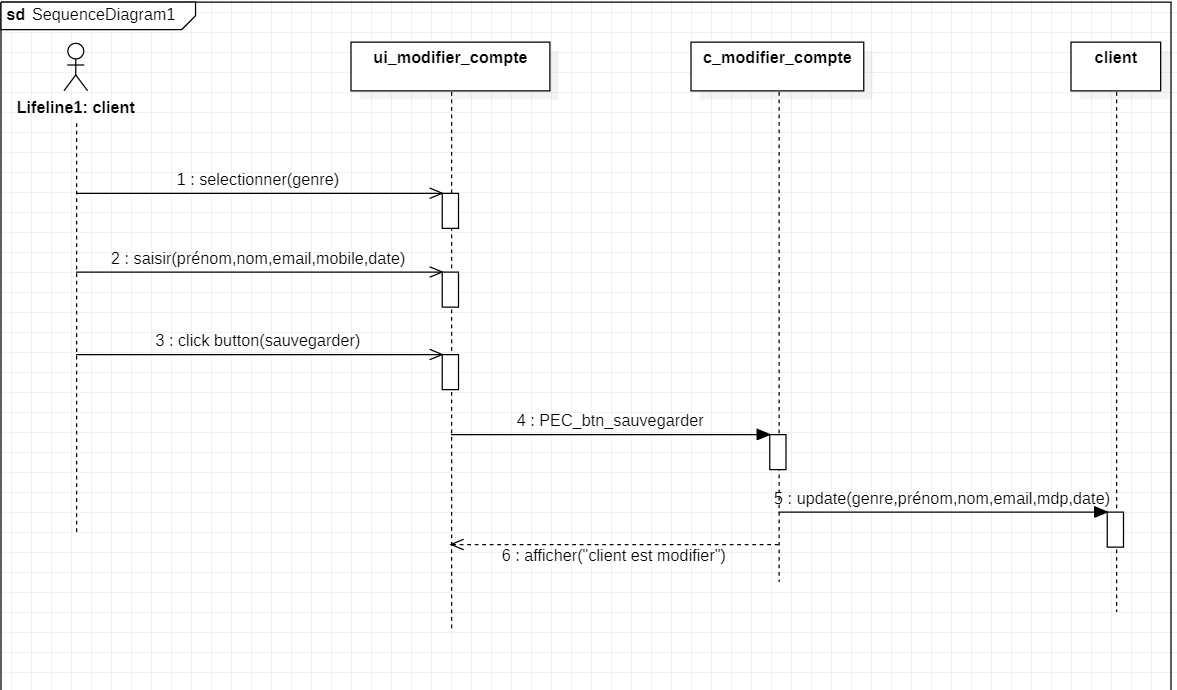 sd SequenceDiagram1
ui_modifier_compte
c_modifier_compte
client
Lifeline1: client
1 : selectionner(genre)
2 : saisir(prénom,nom,email,mobile,date)
3 : click button(sauvegarder)
4 : PEC_btn_sauvegarder
5 : update(genre,prénom,nom,email,mdp,date)
6 : afficher("client est modifier")